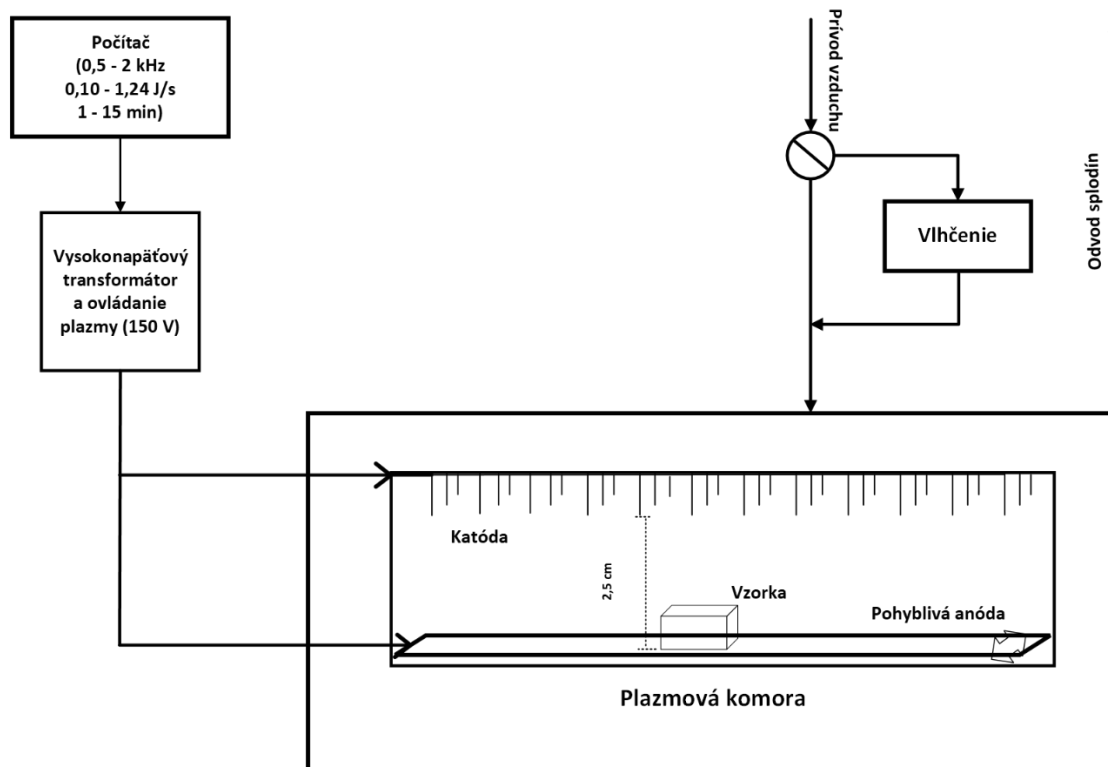 Počítač
(0,5 - 2 kHz
0,10 - 1,24 J/s
1 - 15 min)
Prívod vzduchu
Odvod splodín
Vlhčenie
Vysokonapäťový
transformátor
a ovládanie
plazmy (150 V)
Katóda
2,5 cm
Vzorka
Pohyblivá anóda
Plazmová komora